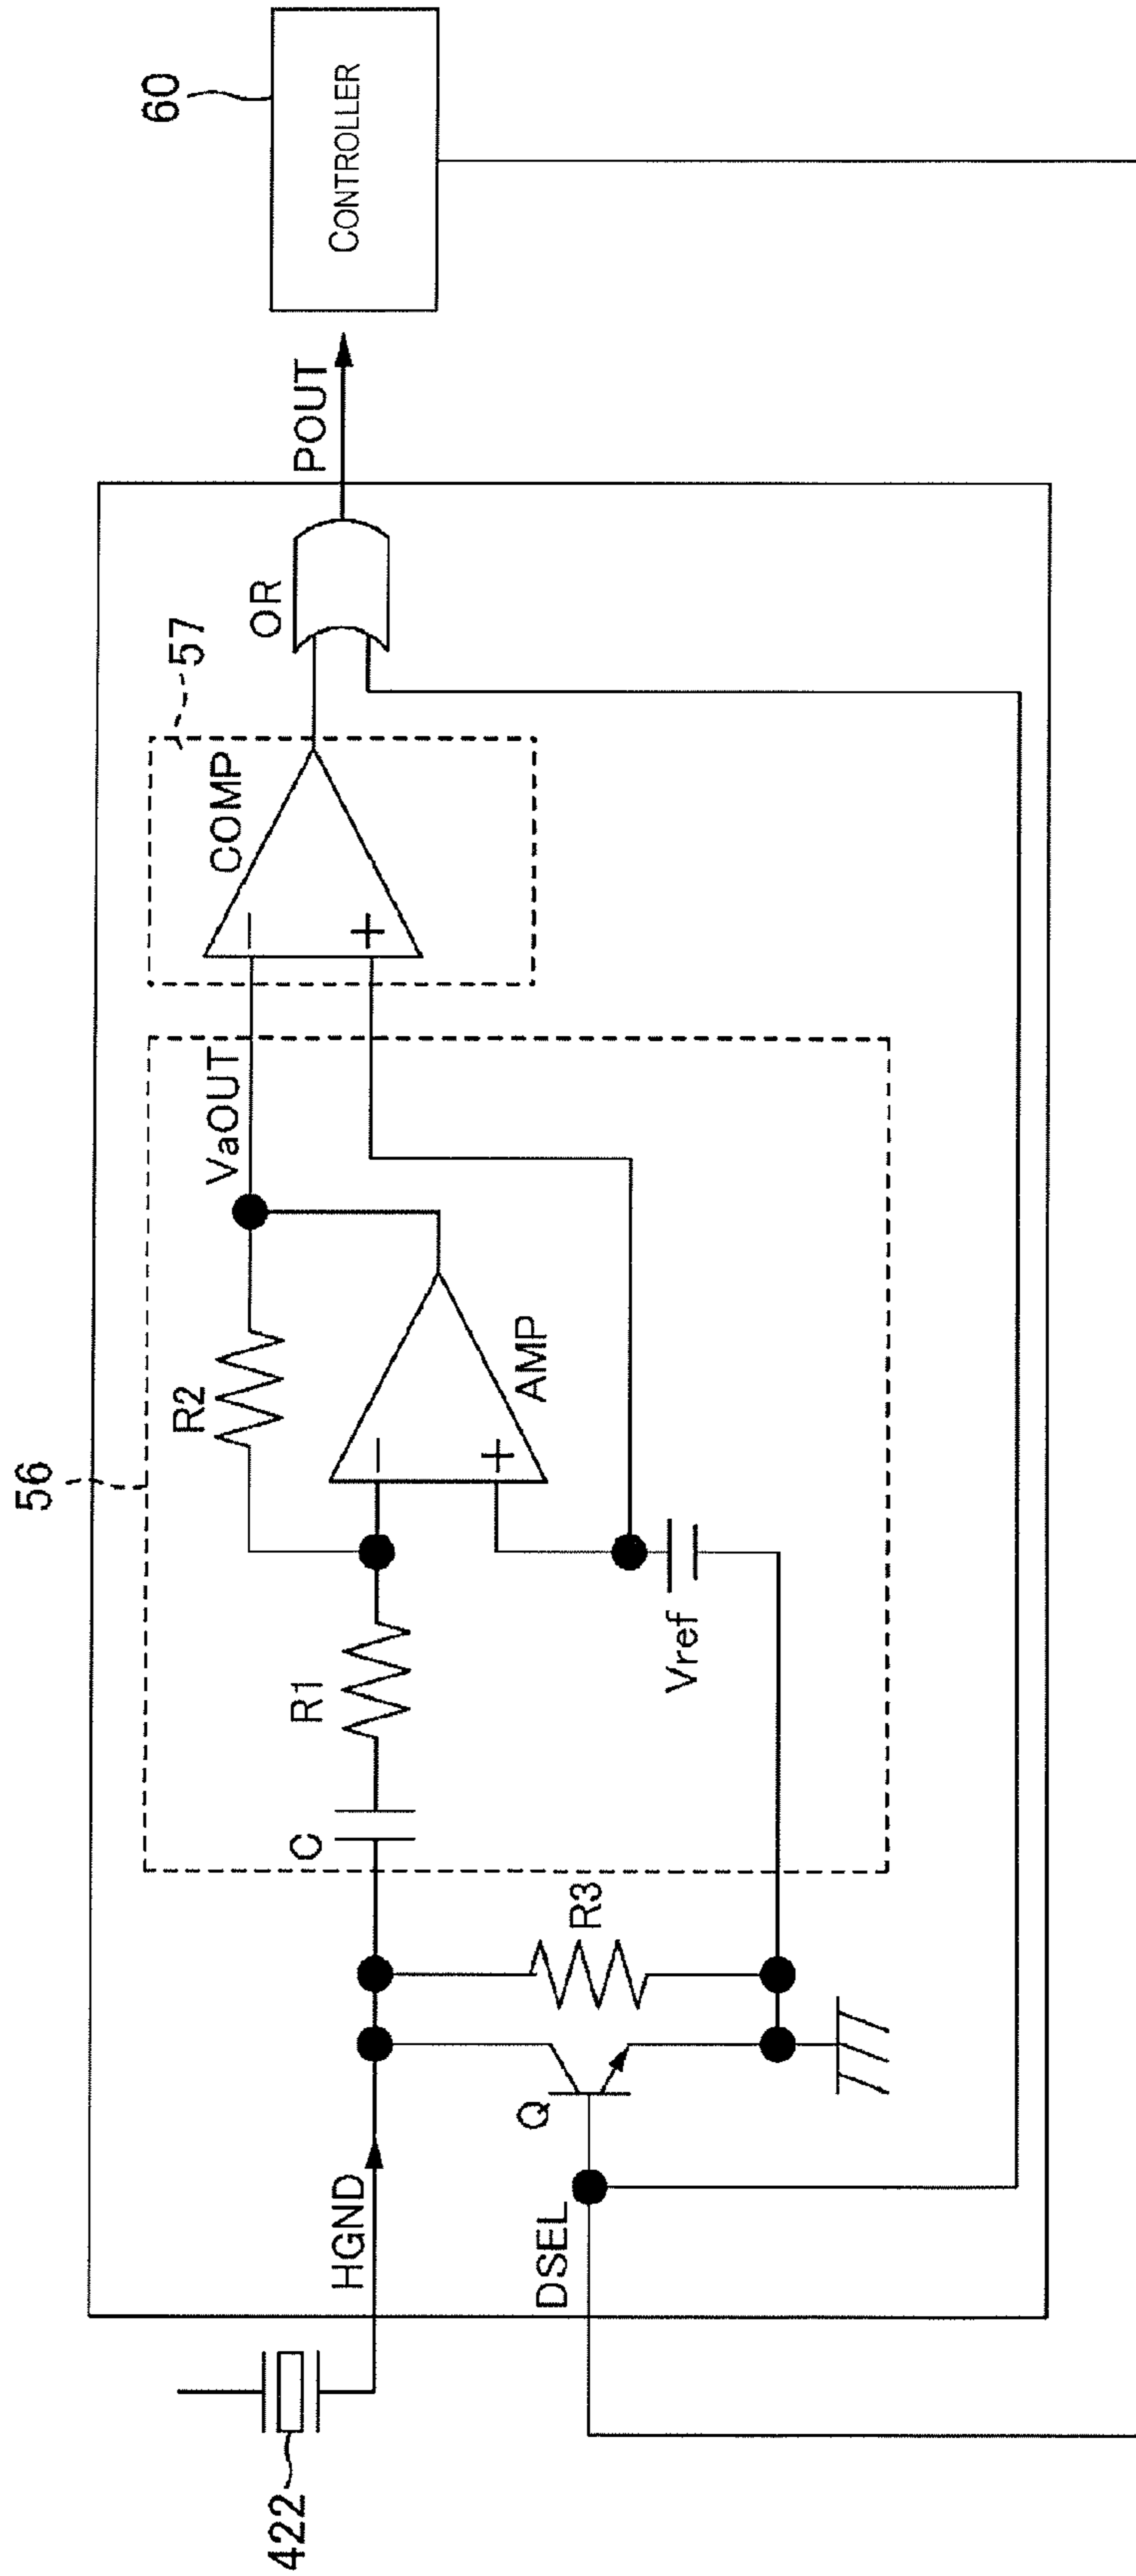 60
CONTROLLER
POUT
OR
57
COMP
−
+
VaOUT
56
R2
AMP
−
+
R1
Vref
C
R3
Q
HGND
DSEL
422